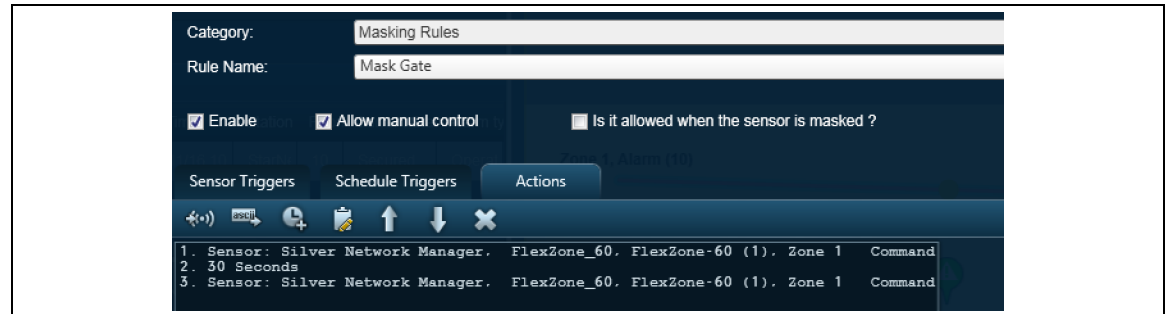 Category: Masking Rules
Rule Name: Mask Gate
Enable Allow manual control Is it allowed when the sensor is masked ?
Zone 1, Alarm (10)
Sensor Triggers Schedule Triggers Actions
ascii
1. Sensor: Silver Network Manager, FlexZone_60, FlexZone-60 (1), Zone 1 Command
2. 30 Seconds
3. Sensor: Silver Network Manager, FlexZone_60, FlexZone-60 (1), Zone 1 Command